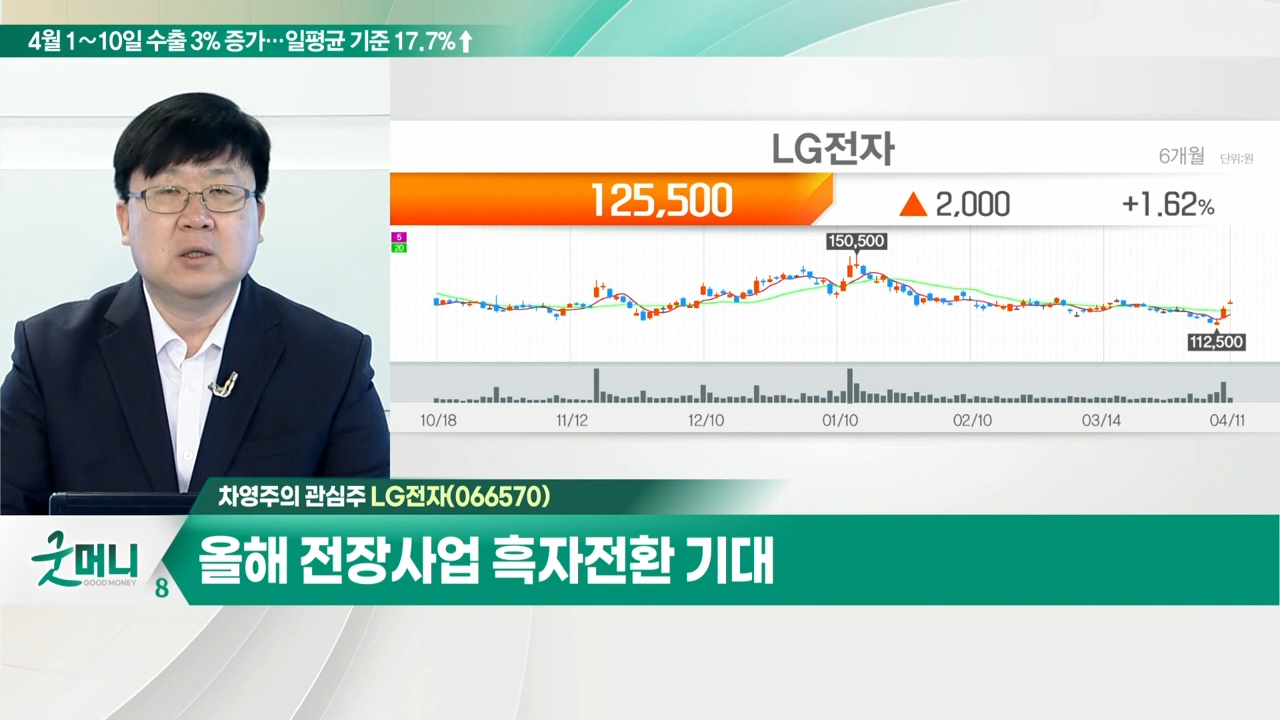 4월 1~10일 수출 3% 증가…일평균 기준 17.7%↑
LG전자
6개월 단위:원
125,500 ▲ 2,000 +1.62%
5
20
150,500
112,500
10/18 11/12 12/10 01/10 02/10 03/14 04/11
차영주의 관심주 LG전자(066570)
굿머니
GOOD MONEY
8
올해 전장사업 흑자전환 기대